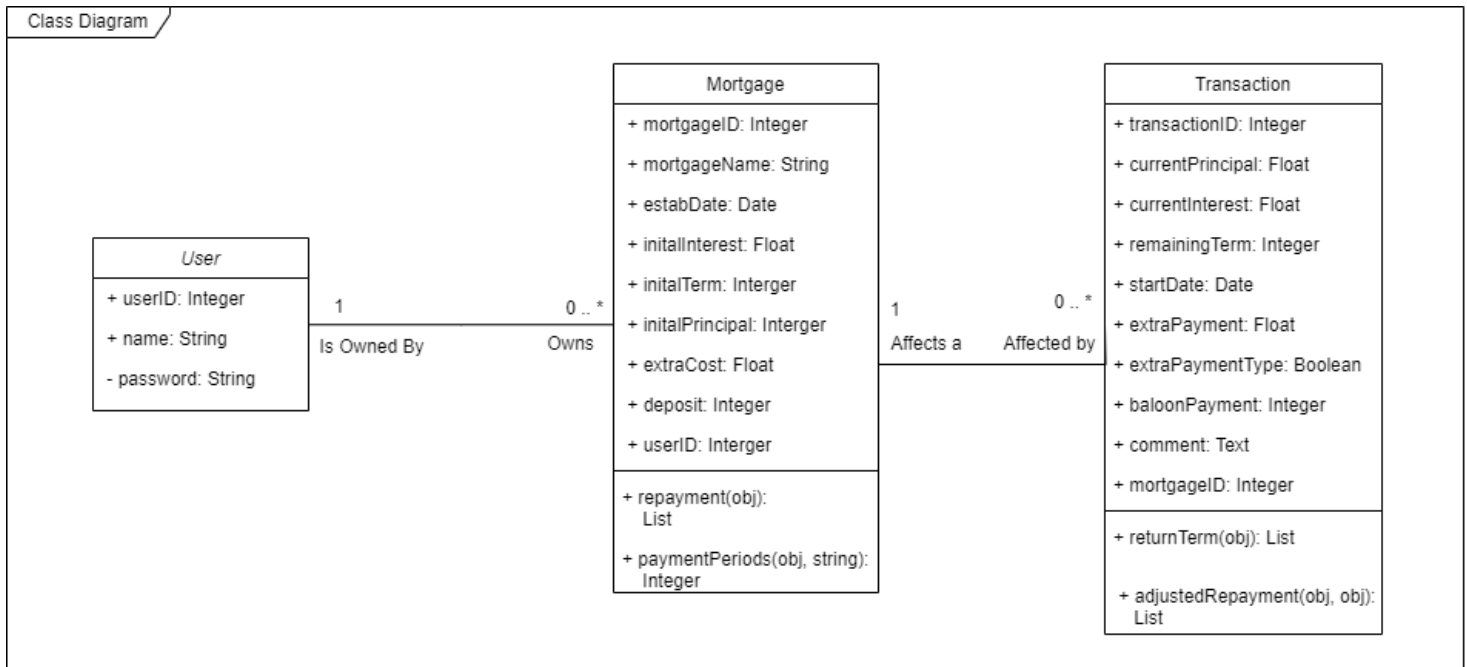 Class Diagram
User
+ userID: Integer
+ name: String
- password: String
1
Is Owned By
0 .. *
Owns
Mortgage
+ mortgageID: Integer
+ mortgageName: String
+ estabDate: Date
+ initalInterest: Float
+ initalTerm: Interger
+ initalPrincipal: Interger
+ extraCost: Float
+ deposit: Integer
+ userID: Interger
+ repayment(obj):
List
+ paymentPeriods(obj, string):
Integer
1
Affects a
0 .. *
Affected by
Transaction
+ transactionID: Integer
+ currentPrincipal: Float
+ currentInterest: Float
+ remainingTerm: Integer
+ startDate: Date
+ extraPayment: Float
+ extraPaymentType: Boolean
+ baloonPayment: Integer
+ comment: Text
+ mortgageID: Integer
+ returnTerm(obj): List
+ adjustedRepayment(obj, obj):
List